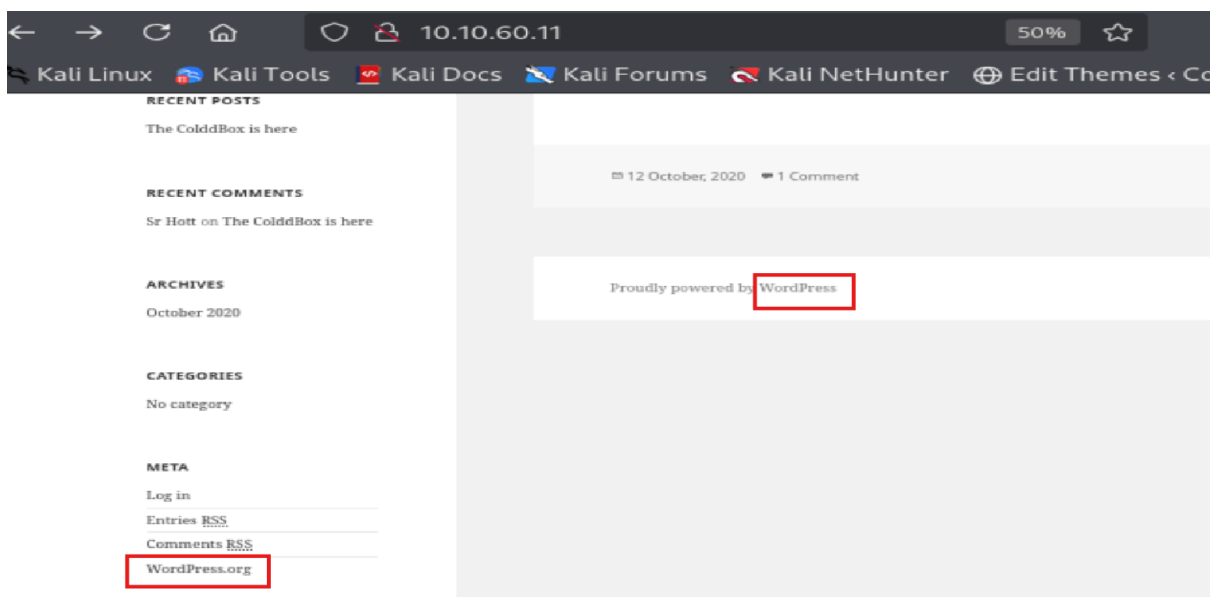 10.10.60.11
50%
Kali Linux Kali Tools Kali Docs Kali Forums Kali NetHunter Edit Themes ‹ Co
RECENT POSTS
The ColddBox is here
RECENT COMMENTS
Sr Hott on The ColddBox is here
ARCHIVES
October 2020
CATEGORIES
No category
META
Log in
Entries RSS
Comments RSS
WordPress.org
12 October, 2020 1 Comment
Proudly powered by WordPress